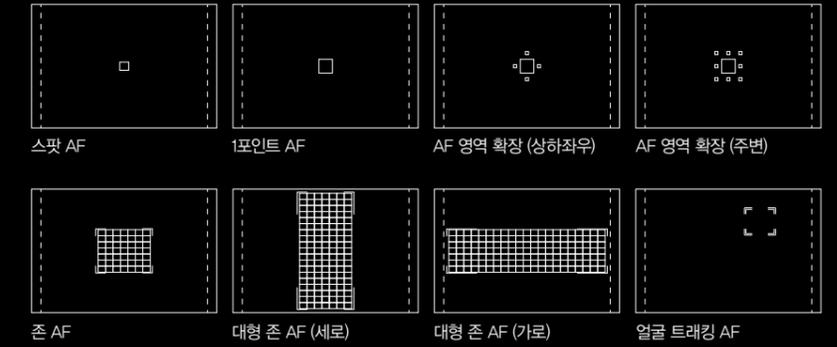 스팟 AF
1포인트 AF
AF 영역 확장 (상하좌우)
AF 영역 확장 (주변)
존 AF
대형 존 AF (세로)
대형 존 AF (가로)
얼굴 트래킹 AF